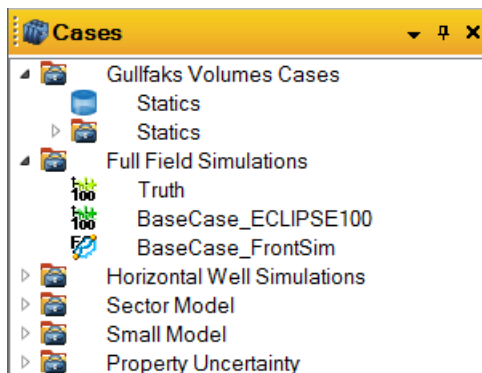 Cases
Gullfaks Volumes Cases
Statics
Statics
Full Field Simulations
100 Truth
100 BaseCase_ECLIPSE100
BaseCase_FrontSim
Horizontal Well Simulations
Sector Model
Small Model
Property Uncertainty